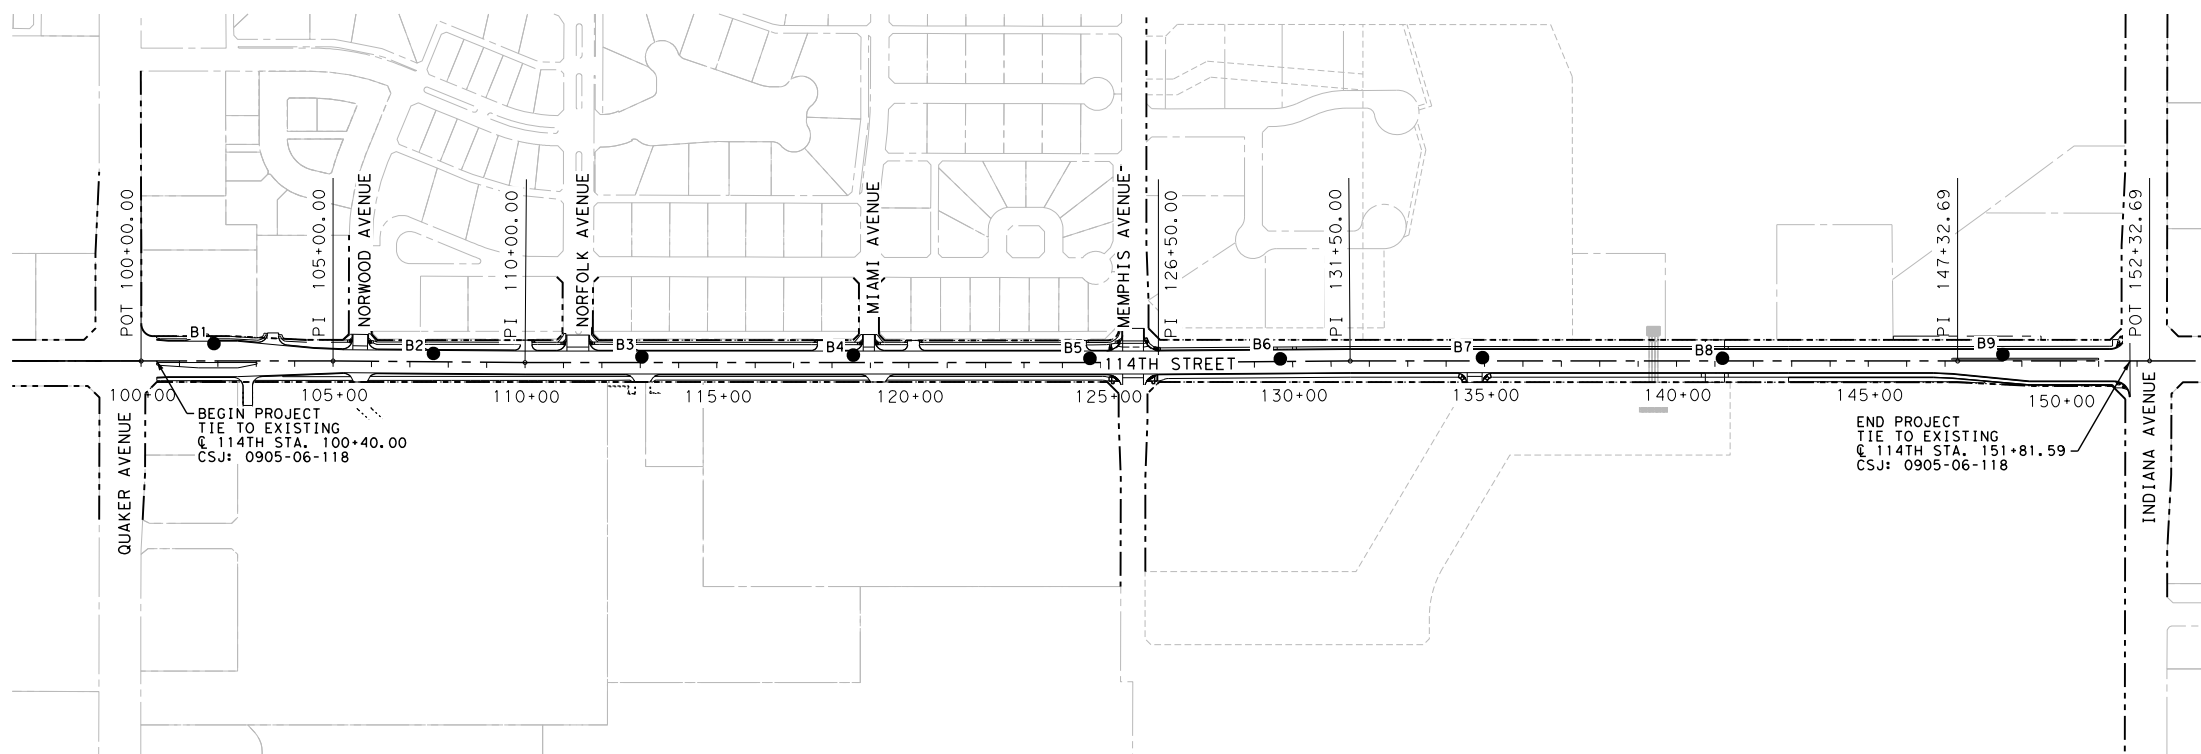 POT 100+00.00
PI 105+00.00
NORWOOD AVENUE
PI 110+00.00
NORFOLK AVENUE
MIAMI AVENUE
MEMPHIS AVENUE
PI 126+50.00
PI 131+50.00
PI 147+32.69
POT 152+32.69
B1
B2
B3
B4
B5
B6
B7
B8
B9
114TH STREET
100+00
105+00
110+00
115+00
120+00
125+00
130+00
135+00
140+00
145+00
150+00
BEGIN PROJECT
TIE TO EXISTING
℄ 114TH STA. 100+40.00
CSJ: 0905-06-118
END PROJECT
TIE TO EXISTING
℄ 114TH STA. 151+81.59
CSJ: 0905-06-118
QUAKER AVENUE
INDIANA AVENUE